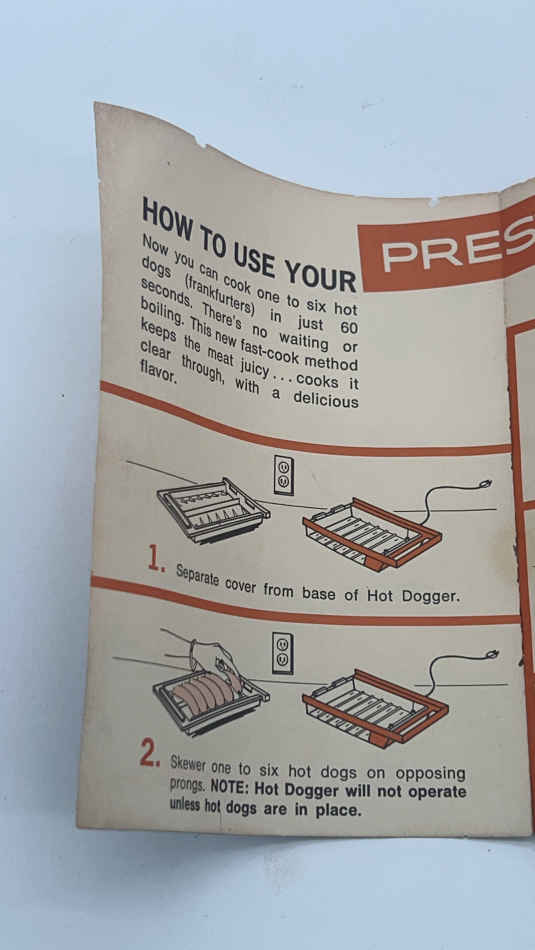 HOW TO USE YOUR
PRES
Now you can cook one to six hot
dogs (frankfurters) in just 60
seconds. There's no waiting or
boiling. This new fast-cook method
keeps the meat juicy... cooks it
clear through, with a delicious
flavor.
1. Separate cover from base of Hot Dogger.
2. Skewer one to six hot dogs on opposing
prongs. NOTE: Hot Dogger will not operate
unless hot dogs are in place.